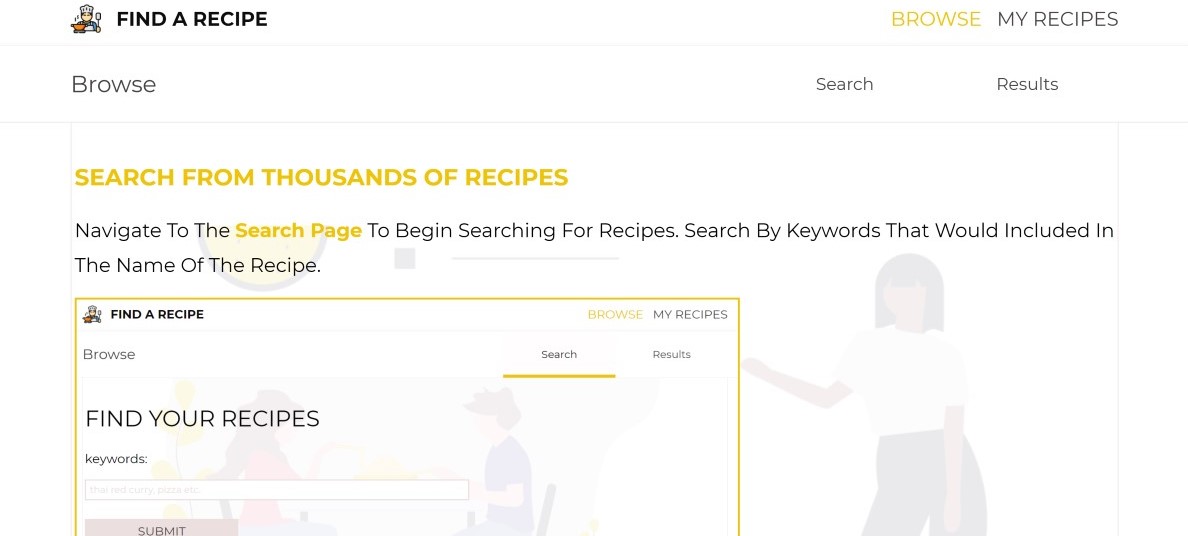 FIND A RECIPE
BROWSE MY RECIPES
Browse
Search
Results
SEARCH FROM THOUSANDS OF RECIPES
Navigate To The Search Page To Begin Searching For Recipes. Search By Keywords That Would Included In
The Name Of The Recipe.
FIND A RECIPE
BROWSE MY RECIPES
Browse
Search
Results
FIND YOUR RECIPES
keywords:
thai red curry, pizza etc.
SUBMIT